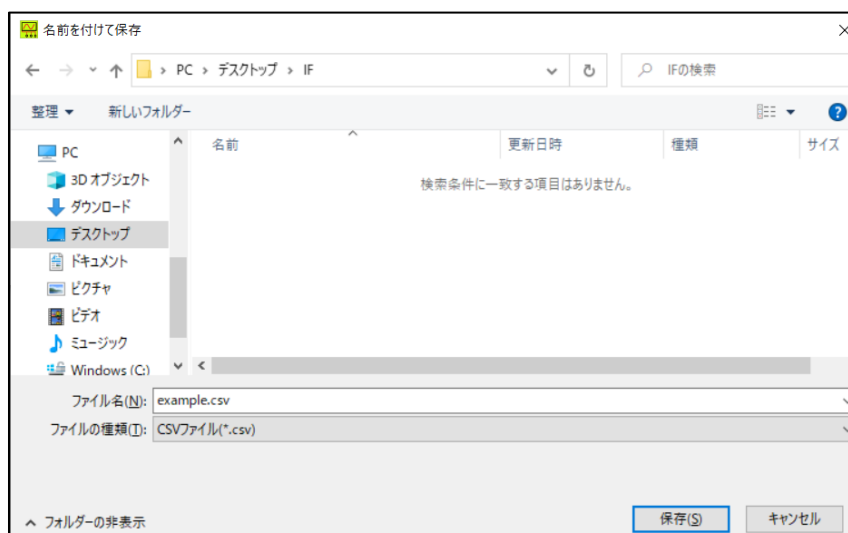 名前を付けて保存
PC › デスクトップ › IF
IFの検索
整理 新しいフォルダー
名前 更新日時 種類 サイズ
検索条件に一致する項目はありません。
PC
3D オブジェクト
ダウンロード
デスクトップ
ドキュメント
ピクチャ
ビデオ
ミュージック
Windows (C:)
ファイル名(N): example.csv
ファイルの種類(T): CSVファイル(*.csv)
フォルダーの非表示
保存(S) キャンセル